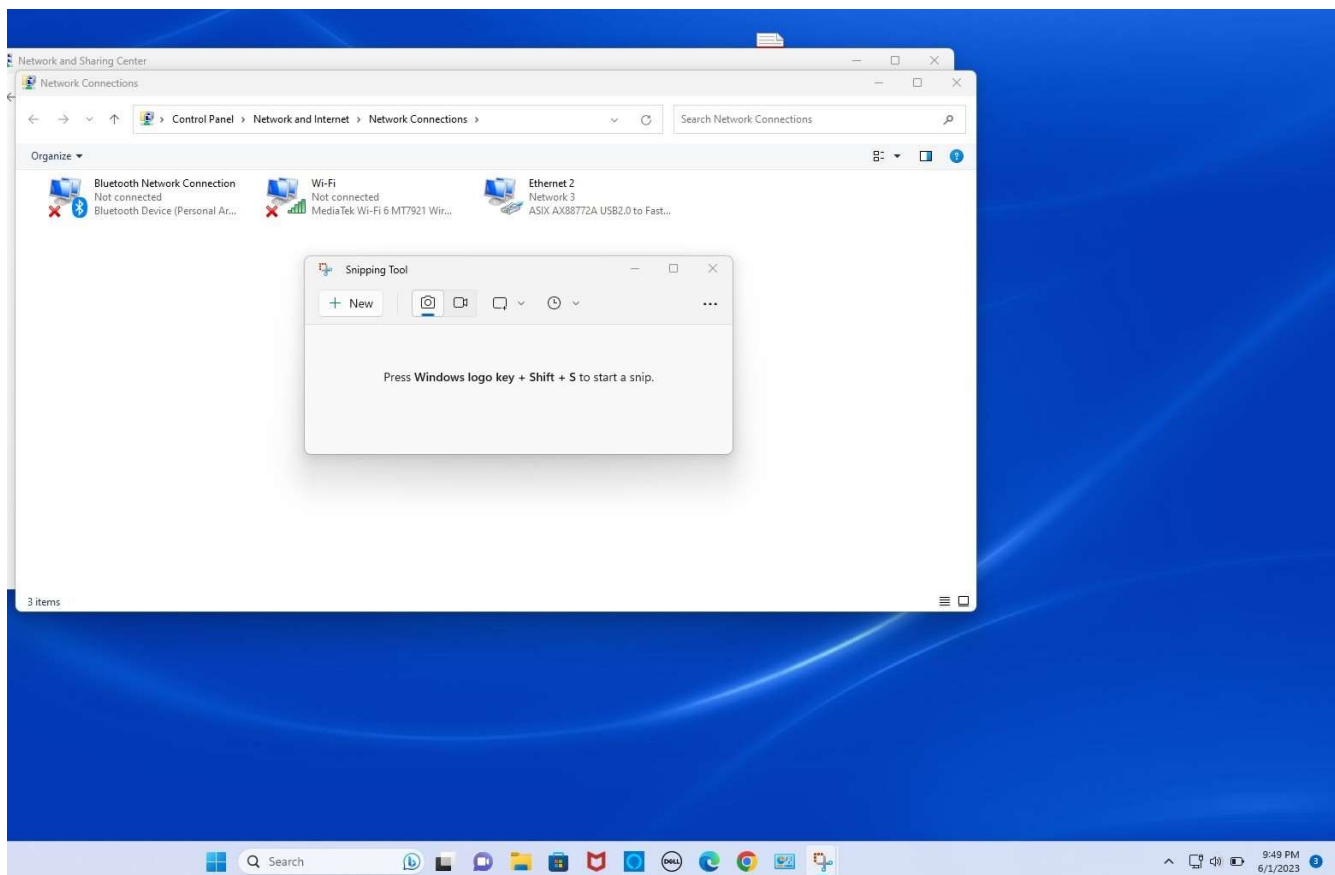 Network and Sharing Center
Network Connections
Control Panel > Network and Internet > Network Connections >
Search Network Connections
Organize
Bluetooth Network Connection
Not connected
Bluetooth Device (Personal Ar...
Wi-Fi
Not connected
MediaTek Wi-Fi 6 MT7921 Wir...
Ethernet 2
Network 3
ASIX AX88772A USB2.0 to Fast...
Snipping Tool
+ New
Press Windows logo key + Shift + S to start a snip.
3 items
Search
DELL
9:49 PM
6/1/2023
3